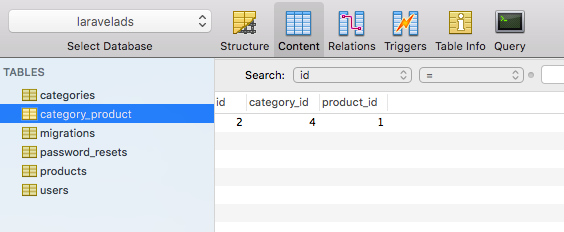 laravelads
Select Database
Structure
Content
Relations
Triggers
Table Info
Query
TABLES
categories
category_product
migrations
password_resets
products
users
Search: id =
id category_id product_id
2 4 1